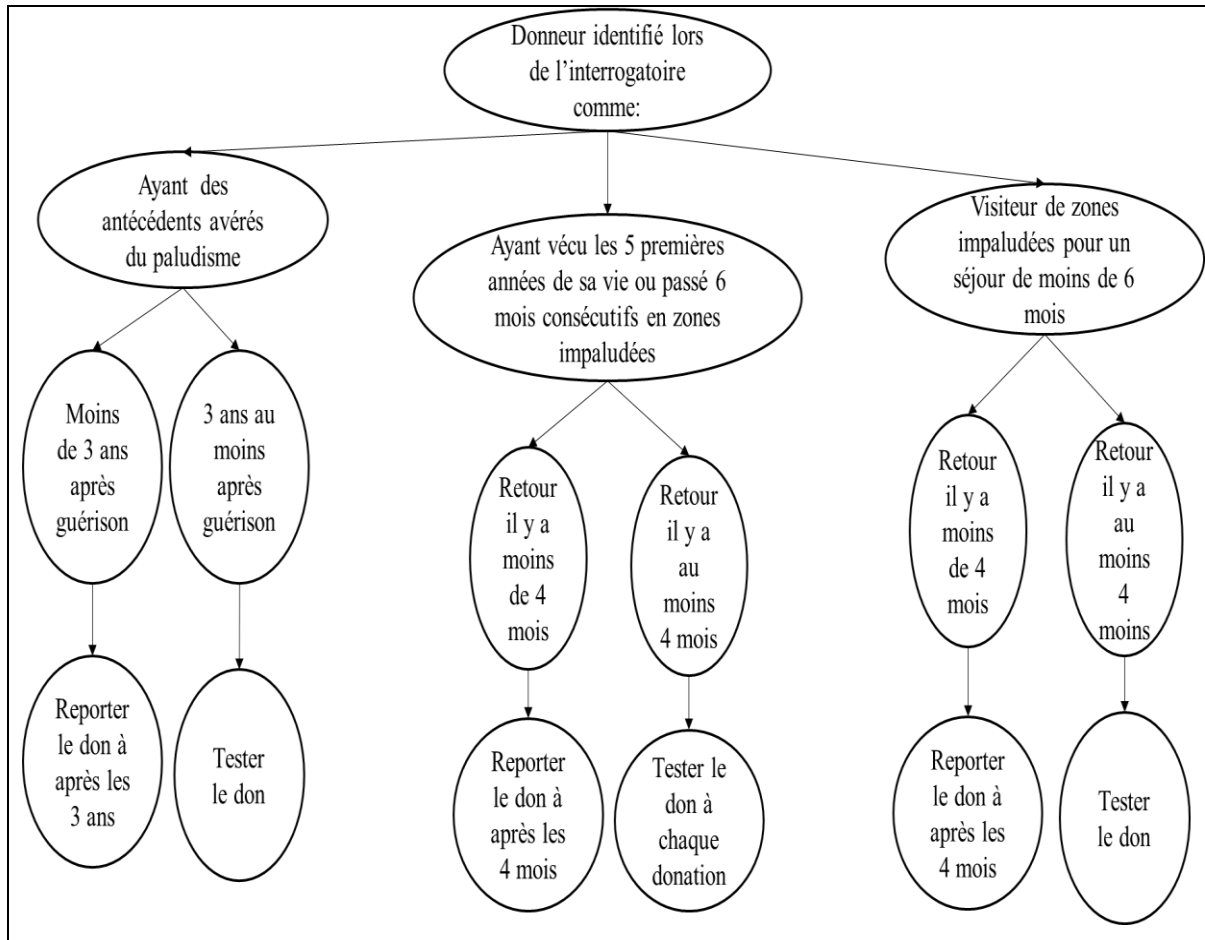 Donneur identifié lors
de l'interrogatoire
comme:
Ayant des
antécédents avérés
du paludisme
Ayant vécu les 5 premières
années de sa vie ou passé 6
mois consécutifs en zones
impaludées
Visiteur de zones
impaludées pour un
séjour de moins de 6
mois
Moins
de 3 ans
après
guérison
3 ans au
moins
après
guérison
Retour
il y a
moins
de 4
mois
Retour
il y a
au
moins
4 mois
Retour
il y a
moins
de 4
mois
Retour
il y a
au
moins
4
moins
Reporter
le don à
après les
3 ans
Tester
le don
Reporter
le don à
après les
4 mois
Tester le
don à
chaque
donation
Reporter
le don à
après les
4 mois
Tester
le don